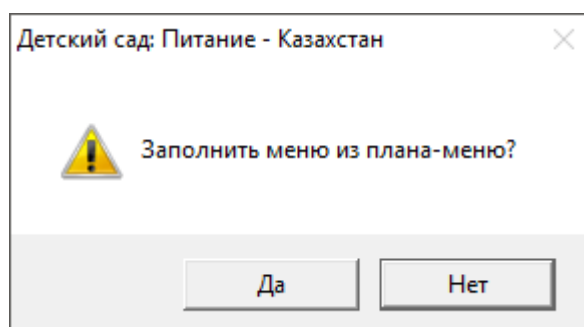 Детский сад: Питание - Казахстан
Заполнить меню из плана-меню?
Да
Нет